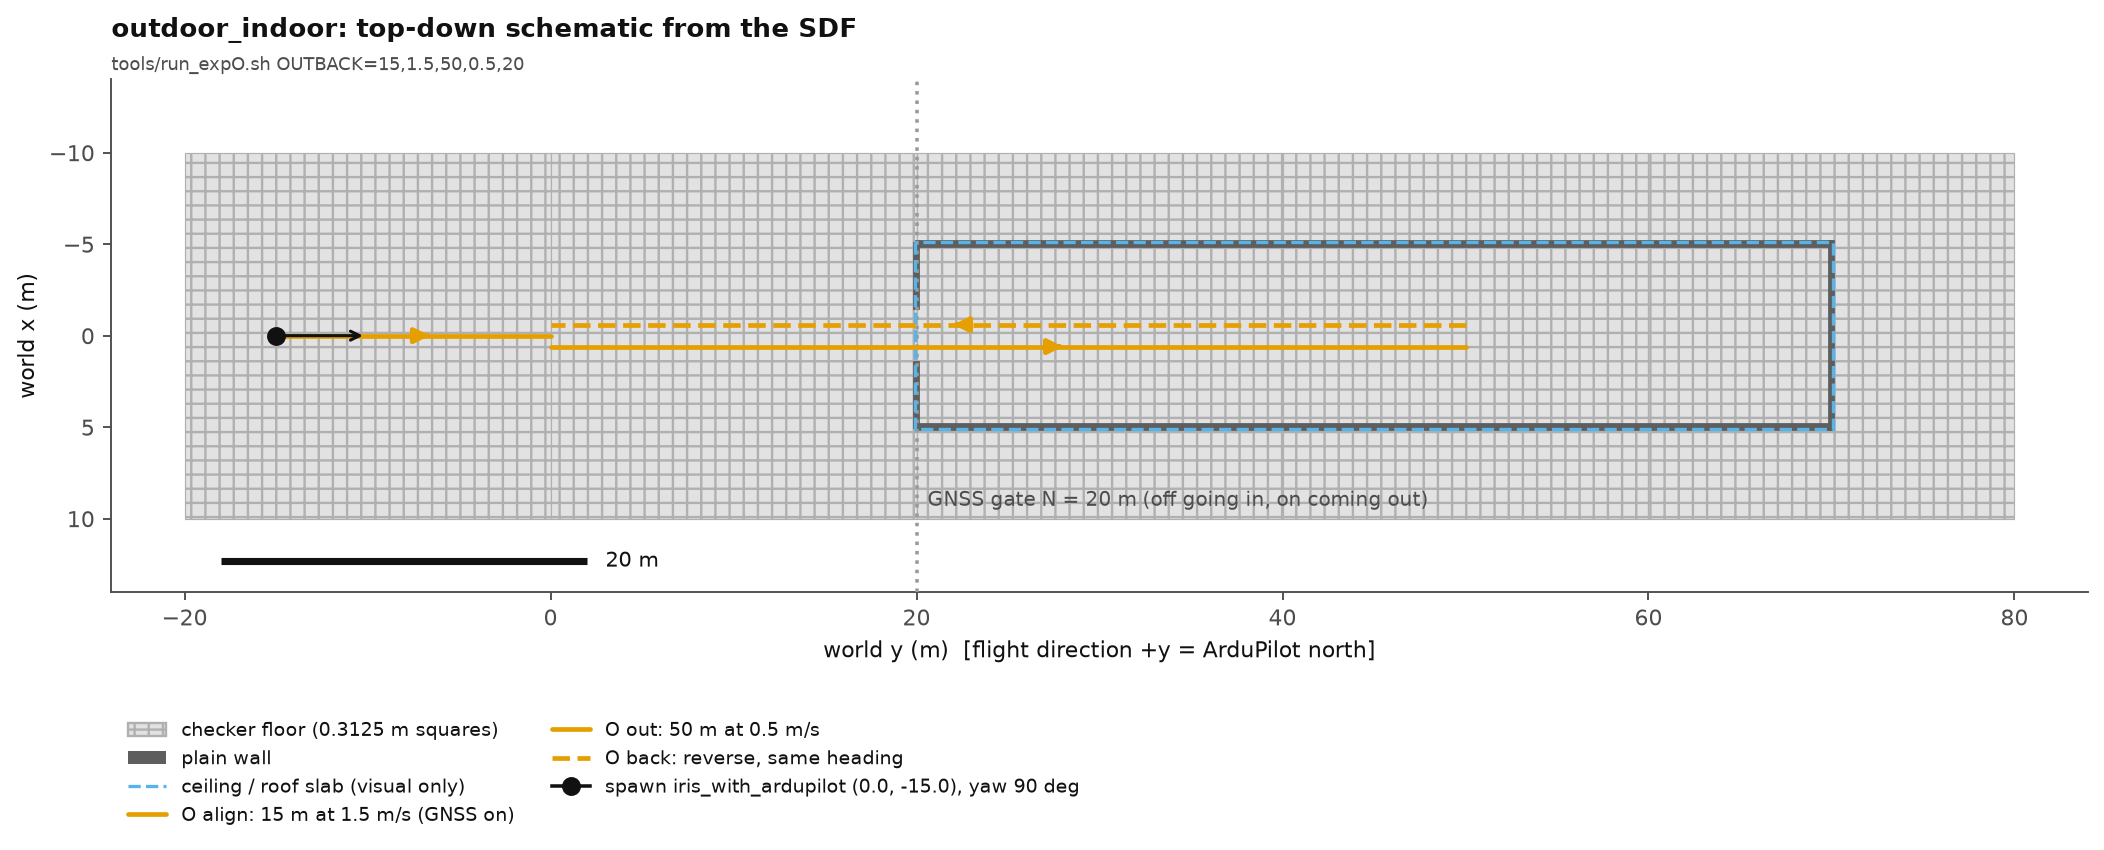 outdoor_indoor: top-down schematic from the SDF
tools/run_expO.sh OUTBACK=15,1.5,50,0.5,20
−10
−5
0
5
10
world x (m)
GNSS gate N = 20 m (off going in, on coming out)
20 m
−20
0
20
40
60
80
world y (m)  [flight direction +y = ArduPilot north]
checker floor (0.3125 m squares)
plain wall
ceiling / roof slab (visual only)
O align: 15 m at 1.5 m/s (GNSS on)
O out: 50 m at 0.5 m/s
O back: reverse, same heading
spawn iris_with_ardupilot (0.0, -15.0), yaw 90 deg